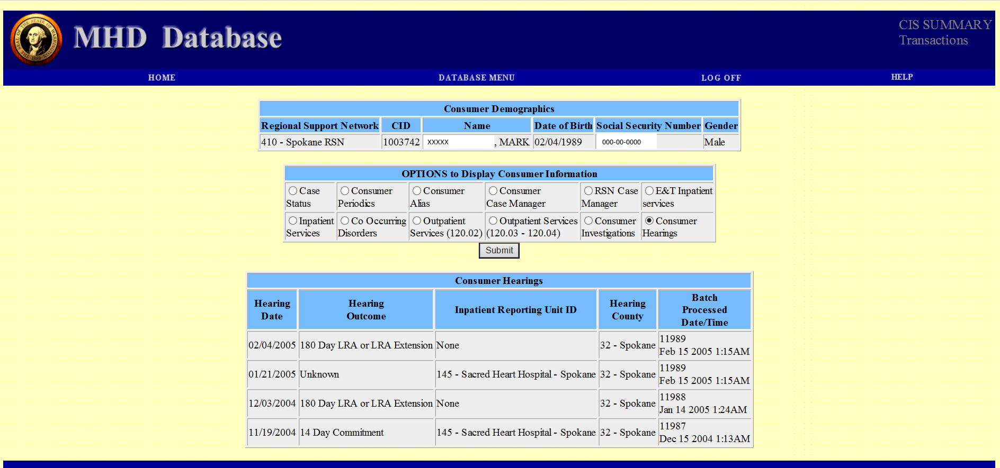 MHD Database
CIS SUMMARY
Transactions
HOME DATABASE MENU LOG OFF HELP
Consumer Demographics
Regional Support Network CID Name Date of Birth Social Security Number Gender
410 - Spokane RSN 1003742 XXXXX , MARK 02/04/1989 000-00-0000 Male
OPTIONS to Display Consumer Information
Case Status
Consumer Periodics
Consumer Alias
Consumer Case Manager
RSN Case Manager
E&T Inpatient services
Inpatient Services
Co Occurring Disorders
Outpatient Services (120.02)
Outpatient Services (120.03 - 120.04)
Consumer Investigations
Consumer Hearings
Submit
Consumer Hearings
Hearing Date
Hearing Outcome
Inpatient Reporting Unit ID
Hearing County
Batch Processed Date/Time
02/04/2005 180 Day LRA or LRA Extension None 32 - Spokane 11989
Feb 15 2005 1:15AM
01/21/2005 Unknown 145 - Sacred Heart Hospital - Spokane 32 - Spokane 11989
Feb 15 2005 1:15AM
12/03/2004 180 Day LRA or LRA Extension None 32 - Spokane 11988
Jan 14 2005 1:24AM
11/19/2004 14 Day Commitment 145 - Sacred Heart Hospital - Spokane 32 - Spokane 11987
Dec 15 2004 1:13AM